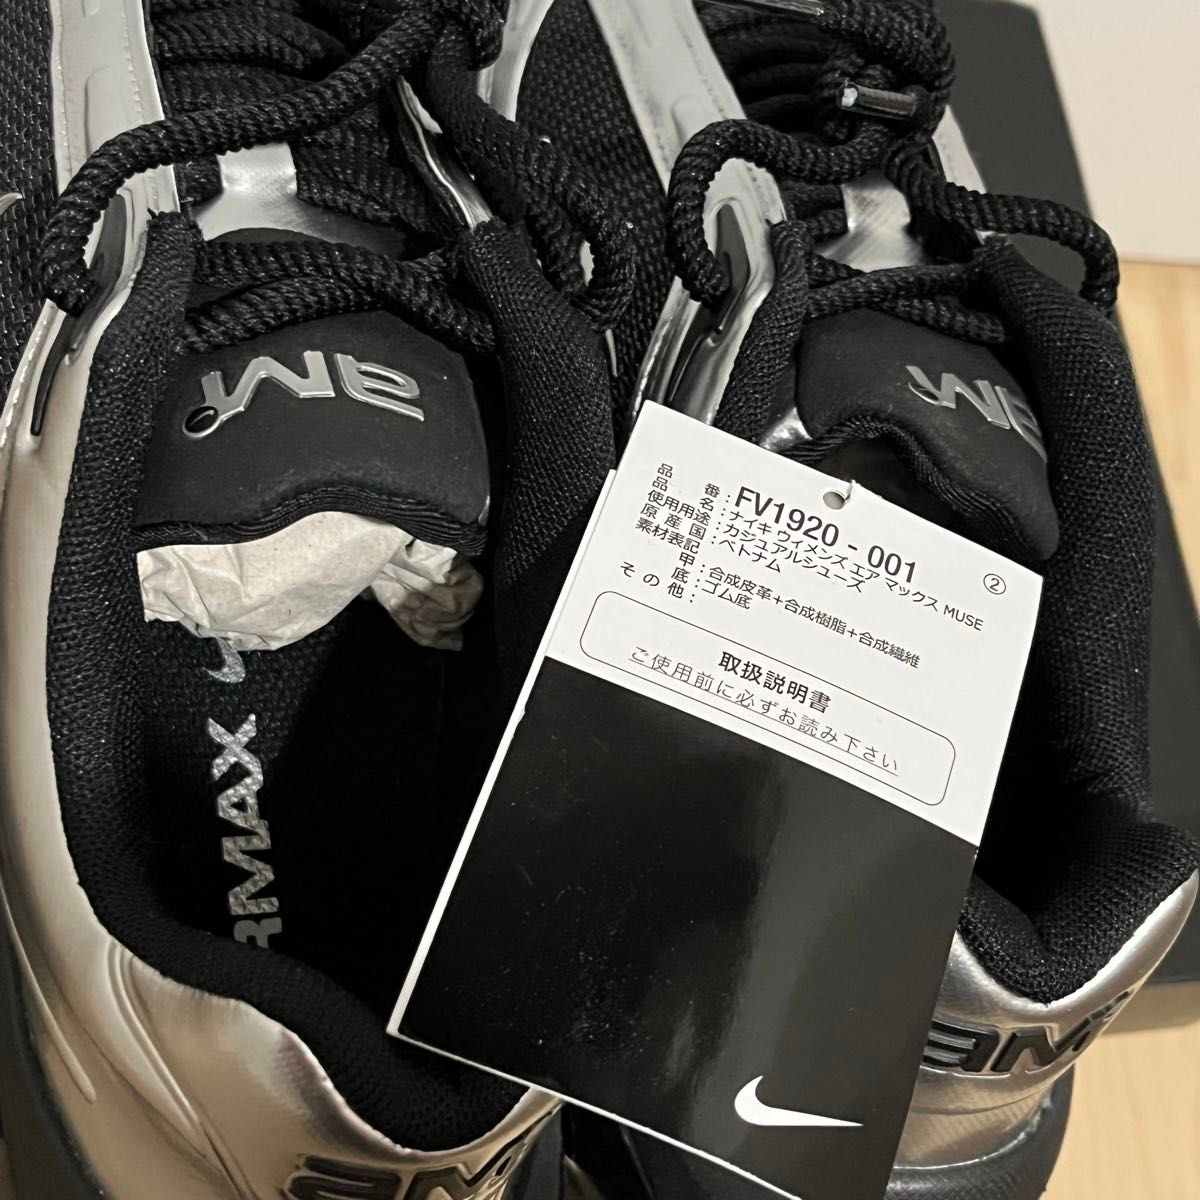 am
am
品番：FV1920 - 001
品名：ナイキ ウィメンズ エア マックス MUSE
使用用途：カジュアルシューズ
原産国：ベトナム
素材表記
甲：合成皮革+合成樹脂+合成繊維
底：ゴム底
その他：
②
取扱説明書
ご使用前に必ずお読み下さい
RMAX
am
am